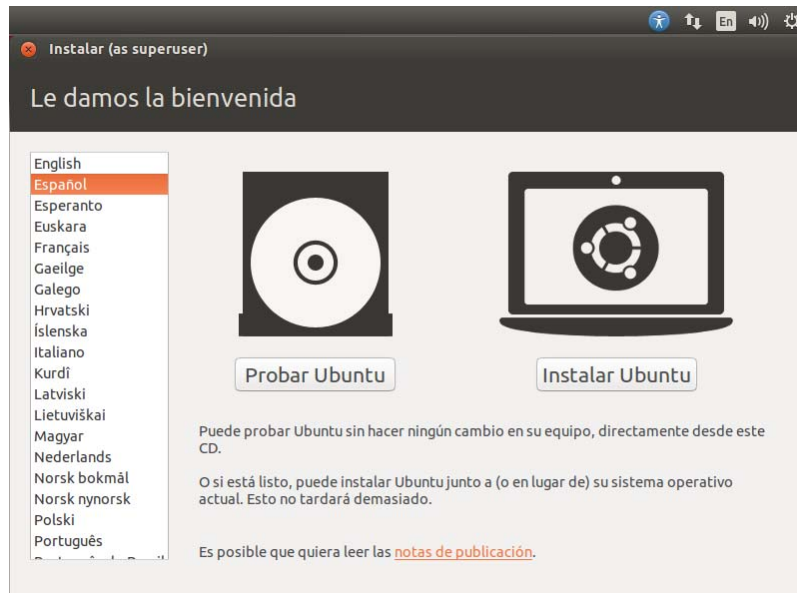 En
Instalar (as superuser)
Le damos la bienvenida
English
Español
Esperanto
Euskara
Français
Gaeilge
Galego
Hrvatski
Íslenska
Italiano
Kurdî
Latviski
Lietuviškai
Magyar
Nederlands
Norsk bokmål
Norsk nynorsk
Polski
Português
Probar Ubuntu
Instalar Ubuntu
Puede probar Ubuntu sin hacer ningún cambio en su equipo, directamente desde este
CD.
O si está listo, puede instalar Ubuntu junto a (o en lugar de) su sistema operativo
actual. Esto no tardará demasiado.
Es posible que quiera leer las notas de publicación.